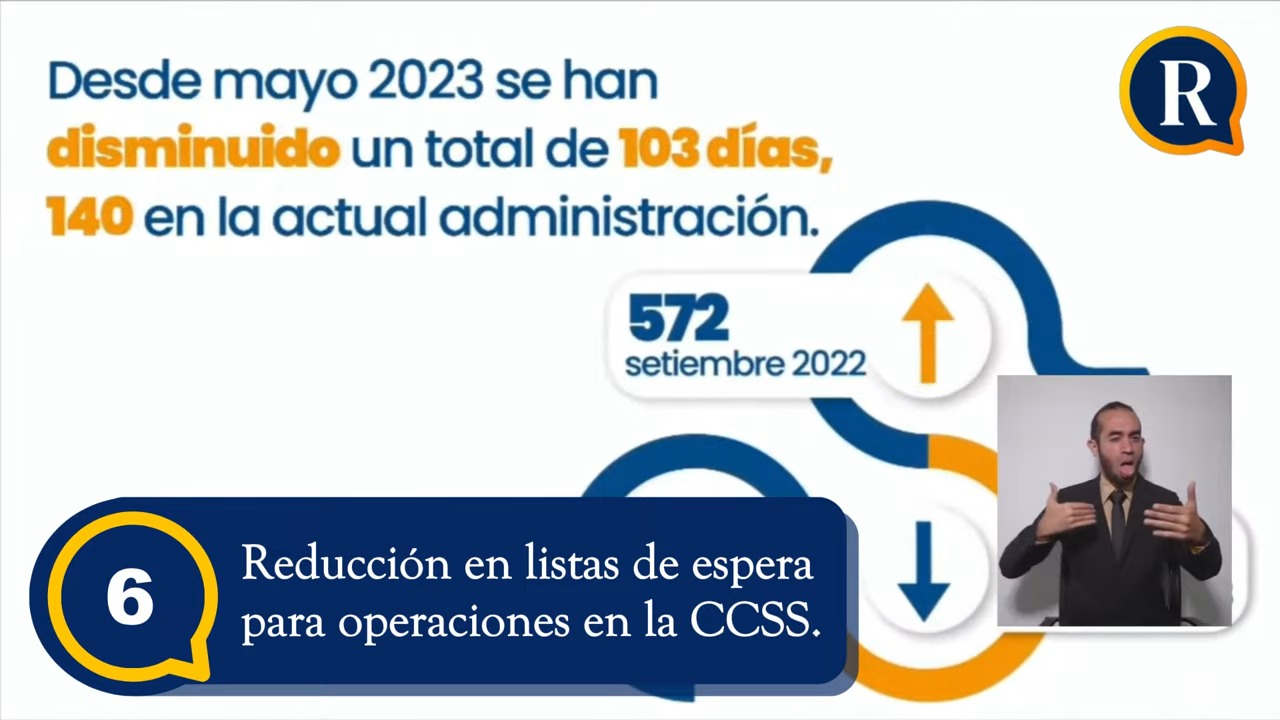 Desde mayo 2023 se han
disminuido un total de 103 días,
140 en la actual administración.
R
572
setiembre 2022
6
Reducción en listas de espera
para operaciones en la CCSS.